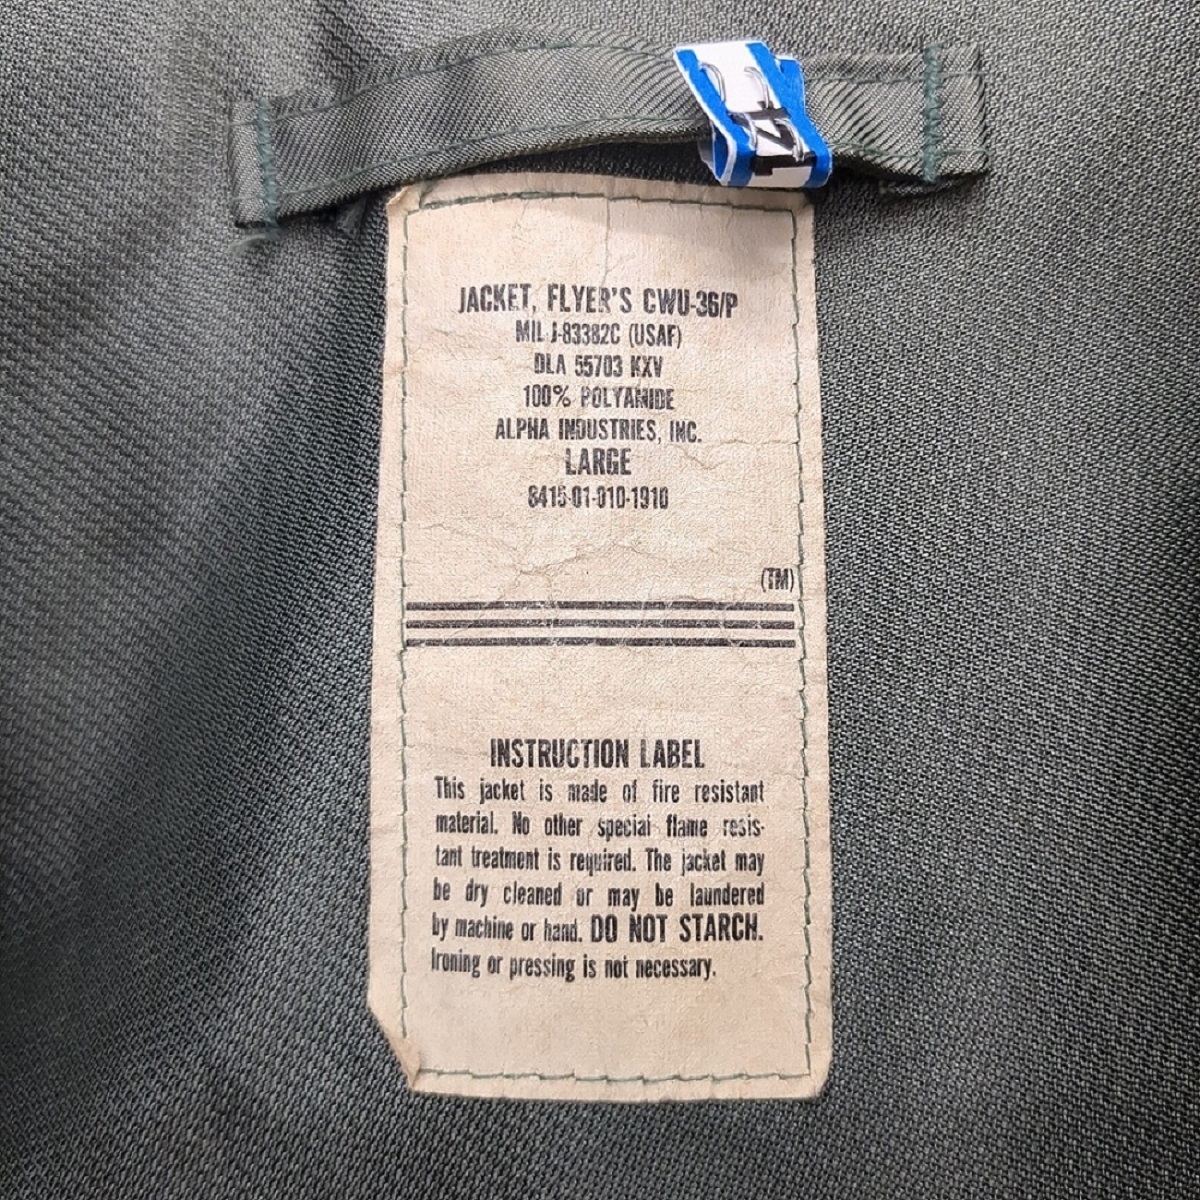 JACKET, FLYER'S CWU-36/P
MIL J-83382C (USAF)
DLA 55703 KXV
100% POLYAMIDE
ALPHA INDUSTRIES, INC.
LARGE
8415-01-010-1910
(TM)
INSTRUCTION LABEL
This jacket is made of fire resistant
material. No other special flame resis-
tant treatment is required. The jacket may
be dry cleaned or may be laundered
by machine or hand. DO NOT STARCH.
Ironing or pressing is not necessary.